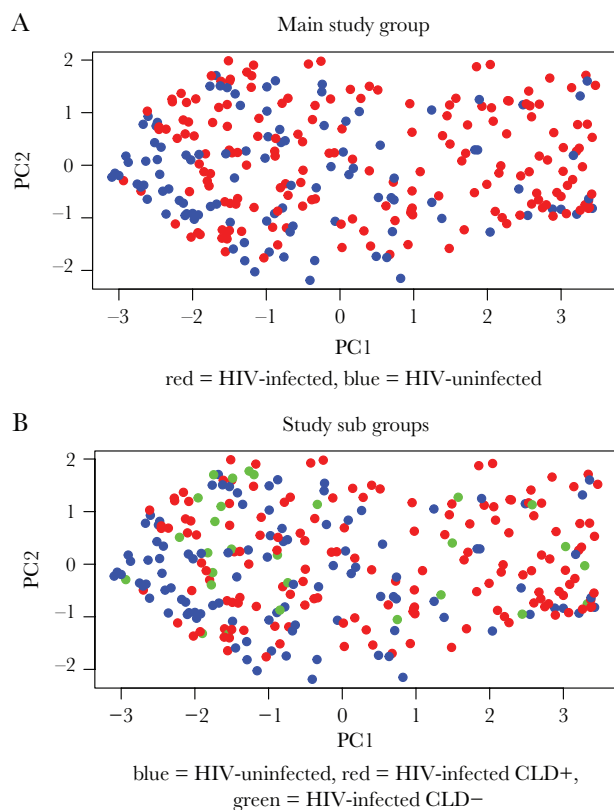 A
Main study group
2
1
0
−1
−2
PC2
−3 −2 −1 0 1 2 3
PC1
red = HIV-infected, blue = HIV-uninfected
B
Study sub groups
2
1
0
−1
−2
PC2
−3 −2 −1 0 1 2 3
PC1
blue = HIV-uninfected, red = HIV-infected CLD+,
green = HIV-infected CLD−